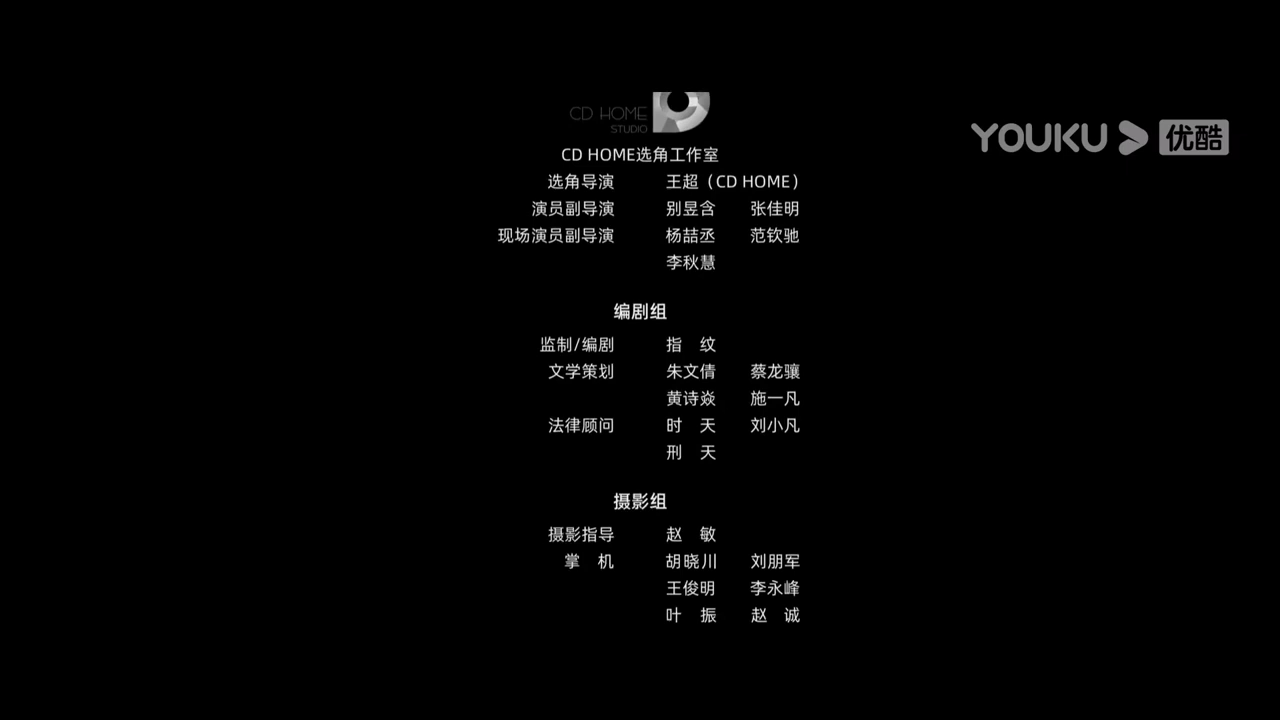 CD HOME
STUDIO
YOUKU 优酷
CD HOME选角工作室
选角导演 王超（CD HOME）
演员副导演 别昱含 张佳明
现场演员副导演 杨喆丞 范钦驰
李秋慧
编剧组
监制/编剧 指 纹
文学策划 朱文倩 蔡龙骧
黄诗焱 施一凡
法律顾问 时 天 刘小凡
刑 天
摄影组
摄影指导 赵 敏
掌 机 胡晓川 刘朋军
王俊明 李永峰
叶 振 赵 诚